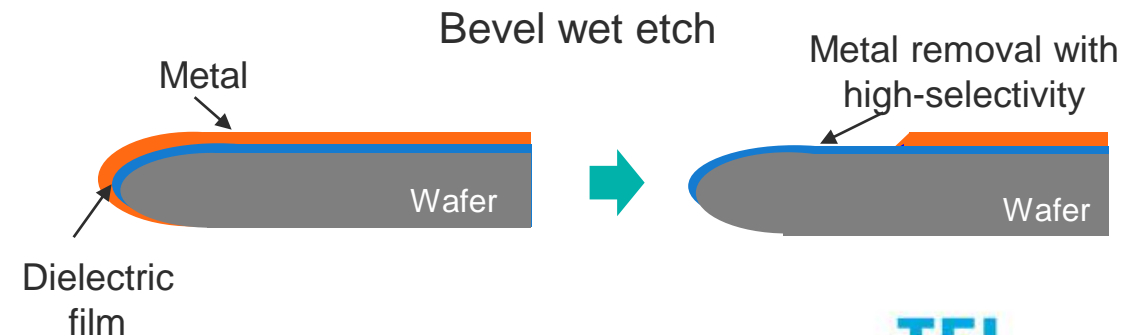 Bevel wet etch
Metal
Metal removal with
high-selectivity
Wafer
Wafer
Dielectric
film